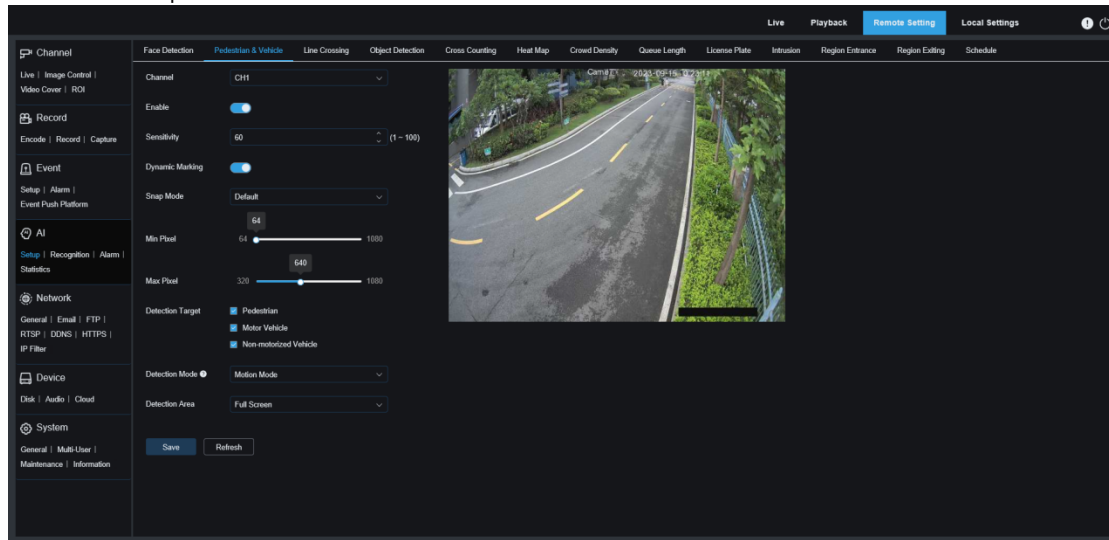 Live Playback Remote Setting Local Settings
Channel
Live | Image Control |
Video Cover | ROI
Record
Encode | Record | Capture
Event
Setup | Alarm |
Event Push Platform
AI
Setup | Recognition | Alarm |
Statistics
Network
General | Email | FTP |
RTSP | DDNS | HTTPS |
IP Filter
Device
Disk | Audio | Cloud
System
General | Multi-User |
Maintenance | Information
Face Detection Pedestrian & Vehicle Line Crossing Object Detection Cross Counting Heat Map Crowd Density Queue Length License Plate Intrusion Region Entrance Region Exiting Schedule
Channel CH1
Enable
Sensitivity 60 (1 ~ 100)
Dynamic Marking
Snap Mode Default
64
Min Pixel 64 1080
640
Max Pixel 320 1080
Detection Target Pedestrian
Motor Vehicle
Non-motorized Vehicle
Detection Mode Motion Mode
Detection Area Full Screen
Save Refresh
2023-09-15